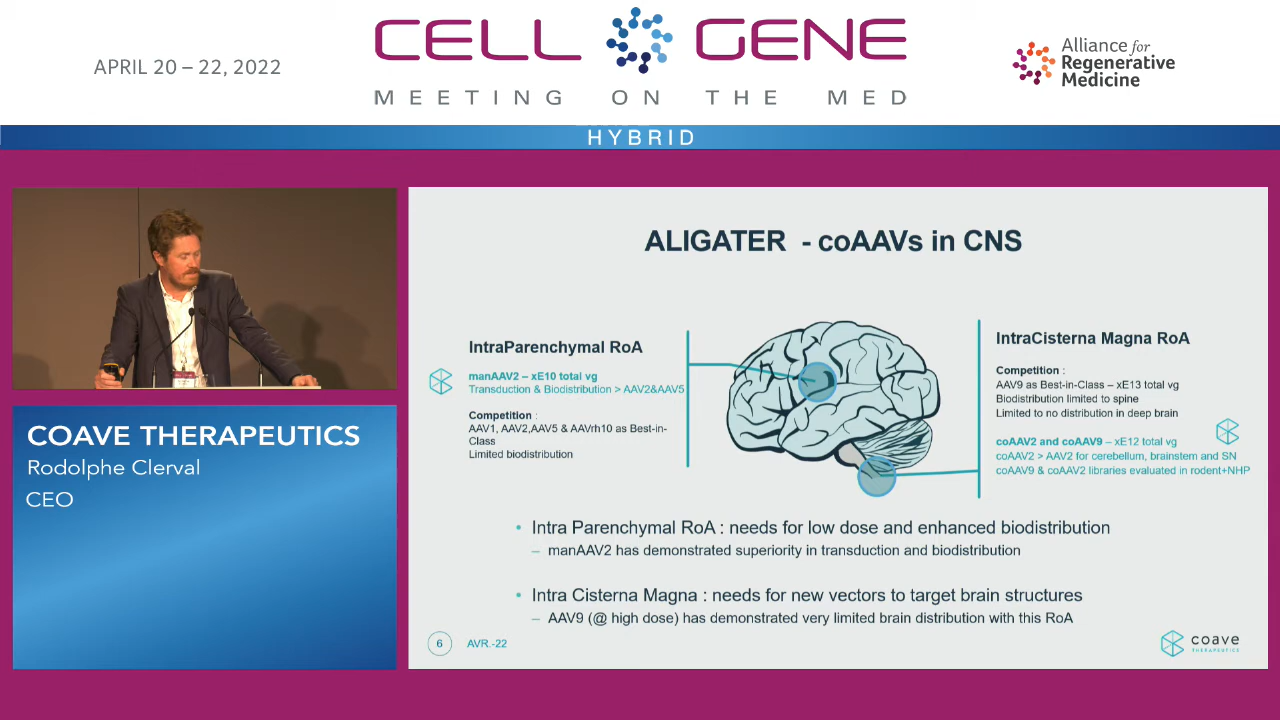 APRIL 20 – 22, 2022
CELL GENE
MEETING ON THE MED
Alliance for
Regenerative
Medicine
HYBRID
COAVE THERAPEUTICS
Rodolphe Clerval
CEO
ALIGATER - coAAVs in CNS
IntraParenchymal RoA
manAAV2 – xE10 total vg
Transduction & Biodistribution > AAV2&AAV5
Competition :
AAV1, AAV2,AAV5 & AAVrh10 as Best-in-
Class
Limited biodistribution
IntraCisterna Magna RoA
Competition :
AAV9 as Best-in-Class – xE13 total vg
Biodistribution limited to spine
Limited to no distribution in deep brain
coAAV2 and coAAV9 – xE12 total vg
coAAV2 > AAV2 for cerebellum, brainstem and SN
coAAV9 & coAAV2 libraries evaluated in rodent+NHP
• Intra Parenchymal RoA : needs for low dose and enhanced biodistribution
– manAAV2 has demonstrated superiority in transduction and biodistribution
• Intra Cisterna Magna : needs for new vectors to target brain structures
– AAV9 (@ high dose) has demonstrated very limited brain distribution with this RoA
6 AVR.-22
coave
THERAPEUTICS